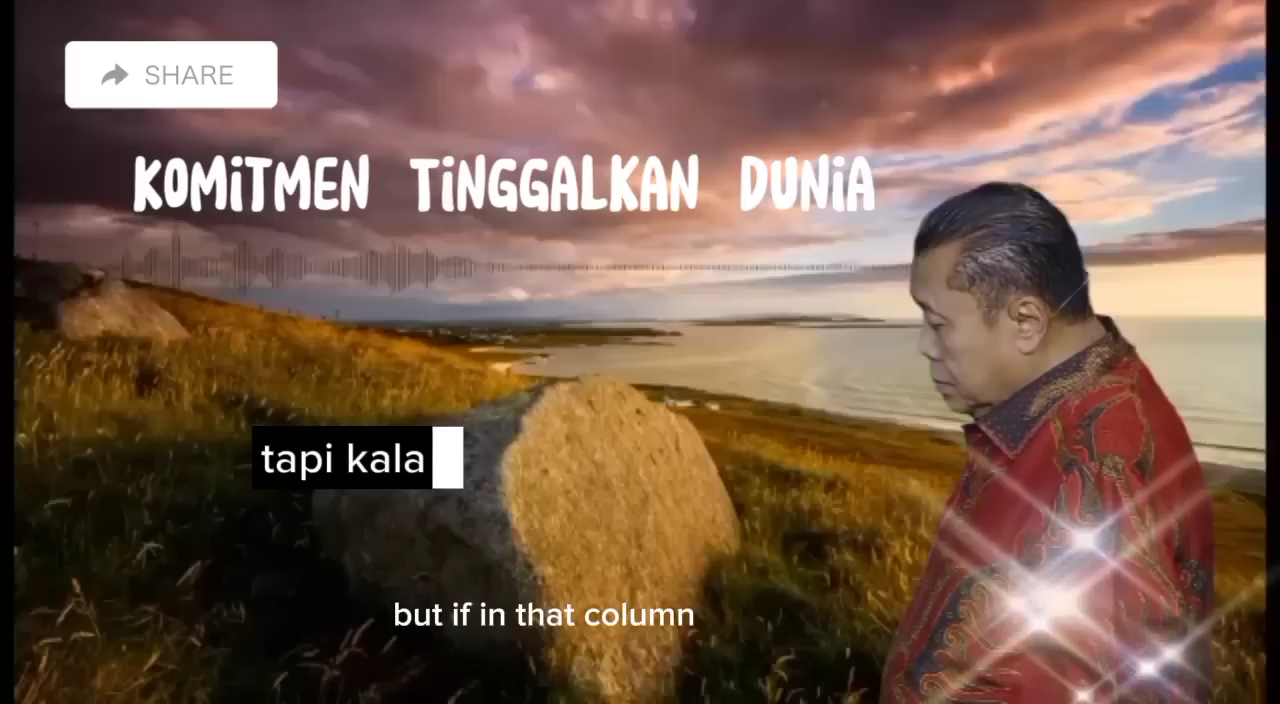 SHARE
KOMiTMEN TiNGGALKAN DUNiA
tapi kala
but if in that column